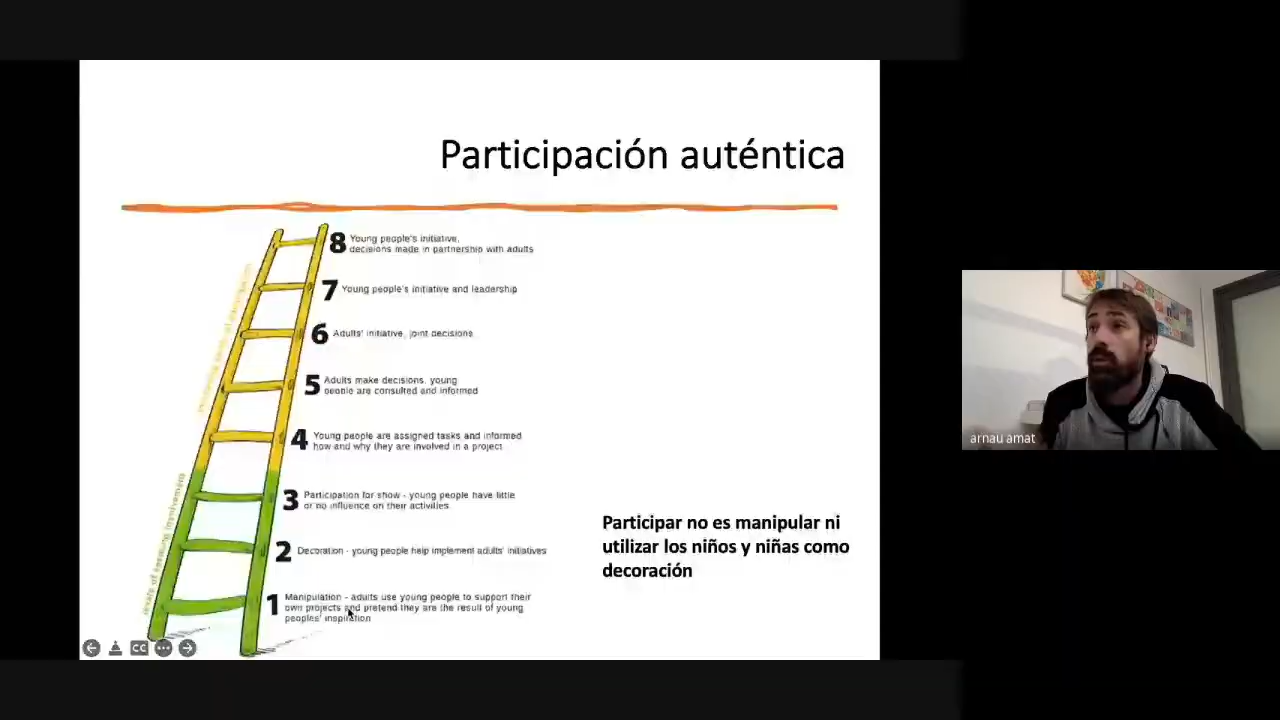 Participación auténtica
8 Young people's initiative,
decisions made in partnership with adults
7 Young people's initiative and leadership
6 Adults' initiative, joint decisions
5 Adults make decisions, young
people are consulted and informed
4 Young people are assigned tasks and informed
how and why they are involved in a project
3 Participation for show - young people have little
or no influence on their activities
2 Decoration - young people help implement adults' initiatives
1 Manipulation - adults use young people to support their
own projects and pretend they are the result of young
peoples' inspiration
Participar no es manipular ni
utilizar los niños y niñas como
decoración
CC
arnau amat